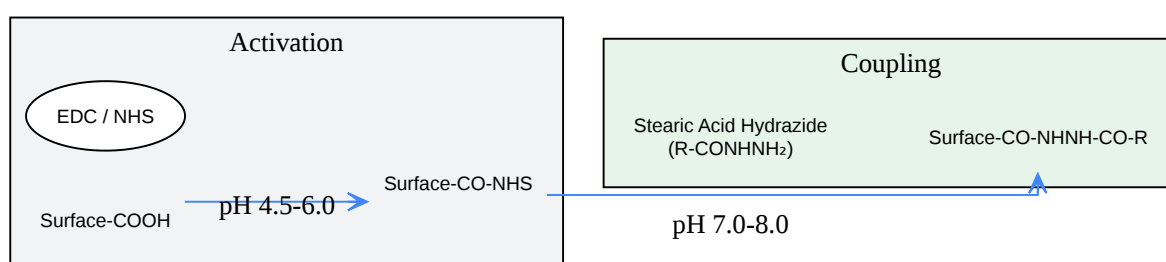 Activation
EDC / NHS
Surface-COOH
pH 4.5-6.0
Surface-CO-NHS
Coupling
Stearic Acid Hydrazide
(R-CONHNH₂)
Surface-CO-NHNH-CO-R
pH 7.0-8.0